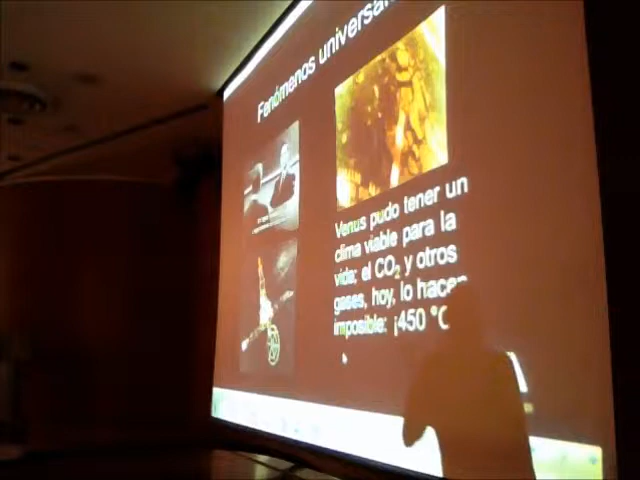 Fenómenos universal
Venus pudo tener un
clima viable para la
vida; el CO₂ y otros
gases, hoy, lo hacen
imposible: ¡450 °C